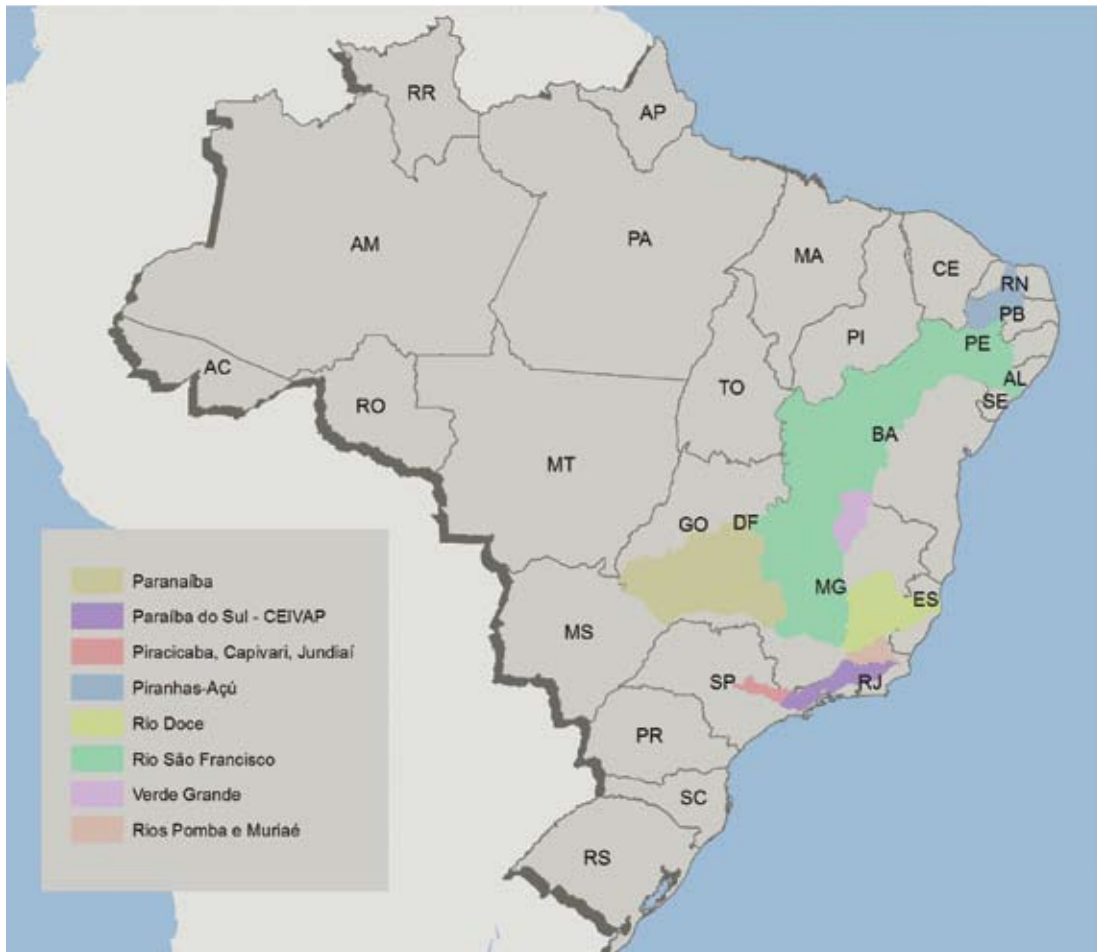 RR
AP
AM
PA
MA
CE
RN
PB
PI
PE
AC
TO
AL
SE
RO
BA
MT
GO
DF
MG
ES
MS
SP
RJ
PR
SC
RS
Paranaíba
Paraíba do Sul - CEIVAP
Piracicaba, Capivari, Jundiaí
Piranhas-Açú
Rio Doce
Rio São Francisco
Verde Grande
Rios Pomba e Muriaé